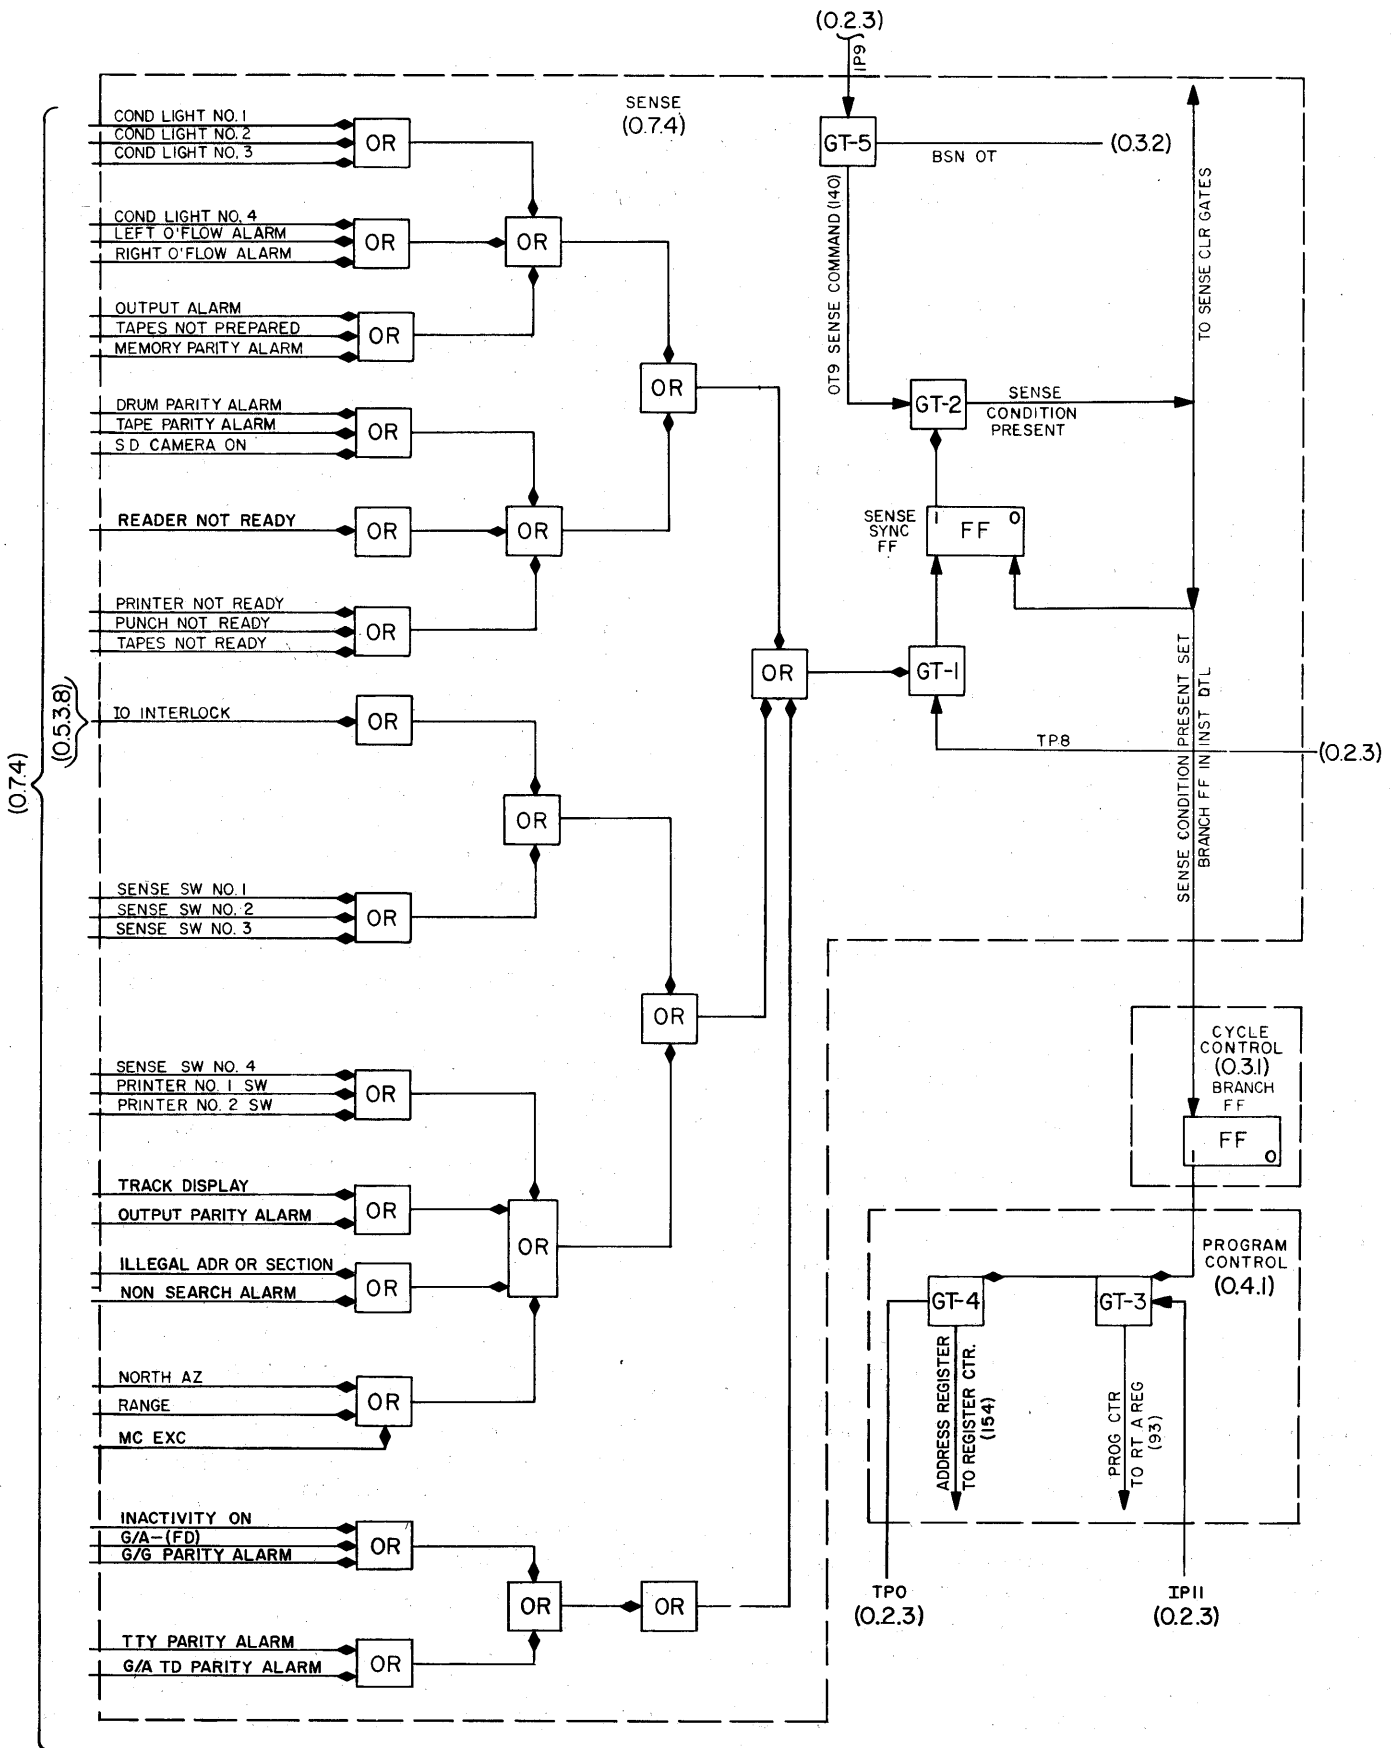 (0.2.3)
IP9
SENSE
(0.7.4)
COND LIGHT NO. 1
COND LIGHT NO. 2
COND LIGHT NO. 3
OR
GT-5
BSN OT
(0.3.2)
COND LIGHT NO. 4
LEFT O'FLOW ALARM
RIGHT O'FLOW ALARM
OR
OR
OT9 SENSE COMMAND (140)
TO SENSE CLR GATES
OUTPUT ALARM
TAPES NOT PREPARED
MEMORY PARITY ALARM
OR
OR
GT-2
SENSE
CONDITION
PRESENT
DRUM PARITY ALARM
TAPE PARITY ALARM
S D CAMERA ON
OR
READER NOT READY
OR
OR
SENSE
SYNC
FF
1
FF
0
PRINTER NOT READY
PUNCH NOT READY
TAPES NOT READY
OR
OR
GT-1
SENSE CONDITION PRESENT SET
BRANCH FF IN INST DTL
(0.7.4)
(0.5.3.8)
IO INTERLOCK
OR
TP8
(0.2.3)
OR
SENSE SW NO. 1
SENSE SW NO. 2
SENSE SW NO. 3
OR
OR
CYCLE
CONTROL
(0.3.1)
BRANCH
FF
FF
1
0
SENSE SW NO. 4
PRINTER NO. 1 SW
PRINTER NO. 2 SW
OR
TRACK DISPLAY
OUTPUT PARITY ALARM
OR
OR
ILLEGAL ADR OR SECTION
NON SEARCH ALARM
OR
PROGRAM
CONTROL
(0.4.1)
GT-4
GT-3
ADDRESS REGISTER
TO REGISTER CTR.
(154)
PROG CTR
TO RT A REG
(93)
NORTH AZ
RANGE
MC EXC
OR
INACTIVITY ON
G/A-(FD)
G/G PARITY ALARM
OR
OR
OR
TP0
(0.2.3)
IP11
(0.2.3)
TTY PARITY ALARM
G/A TD PARITY ALARM
OR